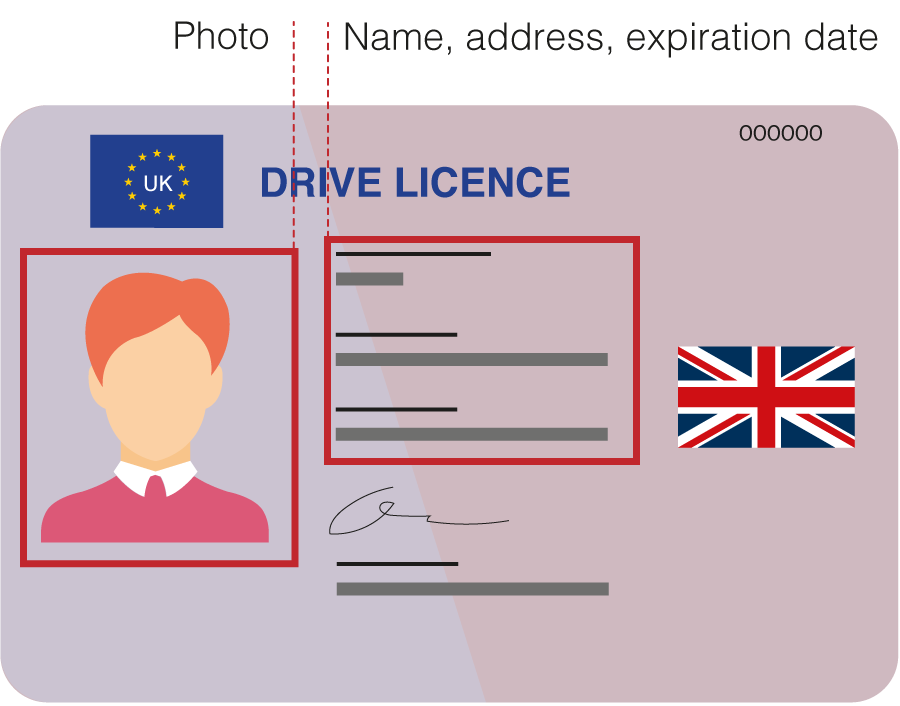 Photo
Name, address, expiration date
000000
UK
DRIVE LICENCE